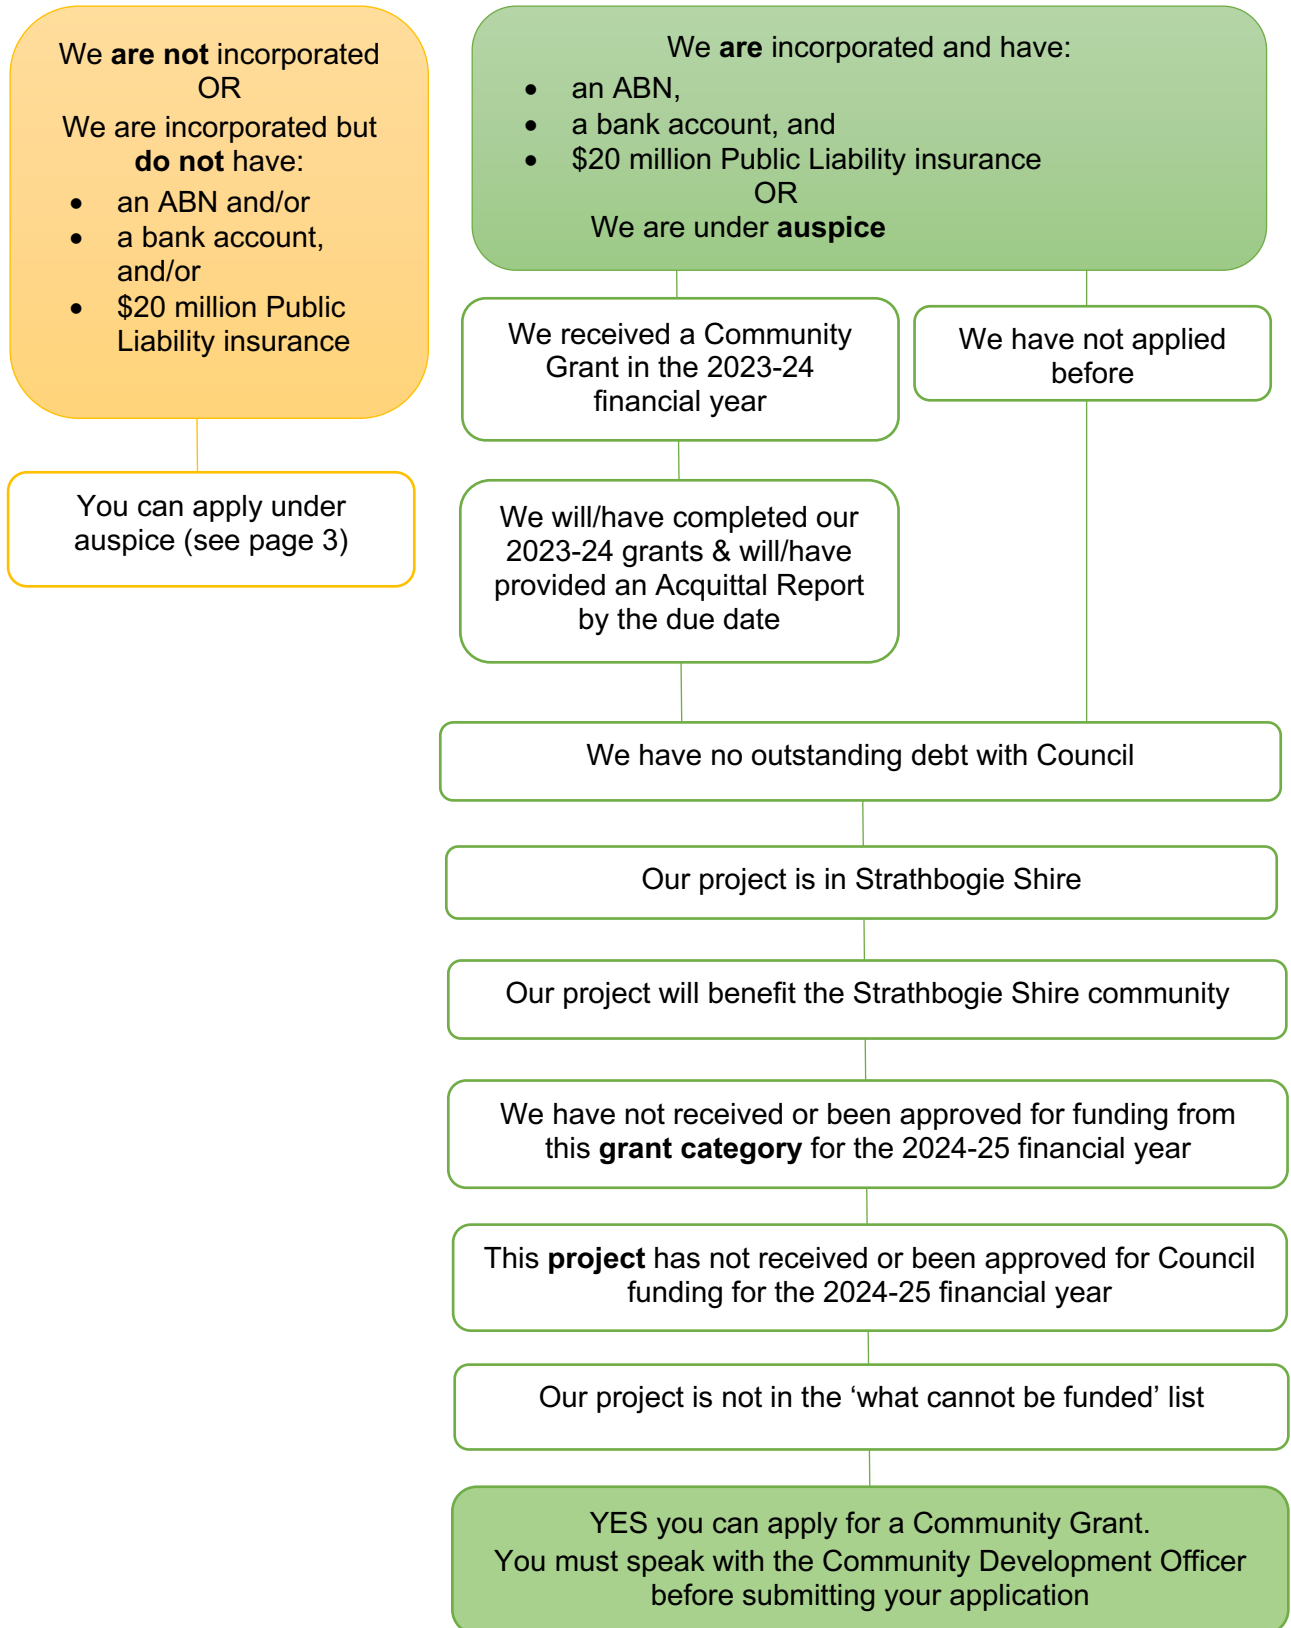 We are not incorporated
OR
We are incorporated but
do not have:
• an ABN and/or
• a bank account,
and/or
• $20 million Public
Liability insurance
You can apply under
auspice (see page 3)
We are incorporated and have:
• an ABN,
• a bank account, and
• $20 million Public Liability insurance
OR
We are under auspice
We received a Community
Grant in the 2023-24
financial year
We have not applied
before
We will/have completed our
2023-24 grants & will/have
provided an Acquittal Report
by the due date
We have no outstanding debt with Council
Our project is in Strathbogie Shire
Our project will benefit the Strathbogie Shire community
We have not received or been approved for funding from
this grant category for the 2024-25 financial year
This project has not received or been approved for Council
funding for the 2024-25 financial year
Our project is not in the ‘what cannot be funded’ list
YES you can apply for a Community Grant.
You must speak with the Community Development Officer
before submitting your application